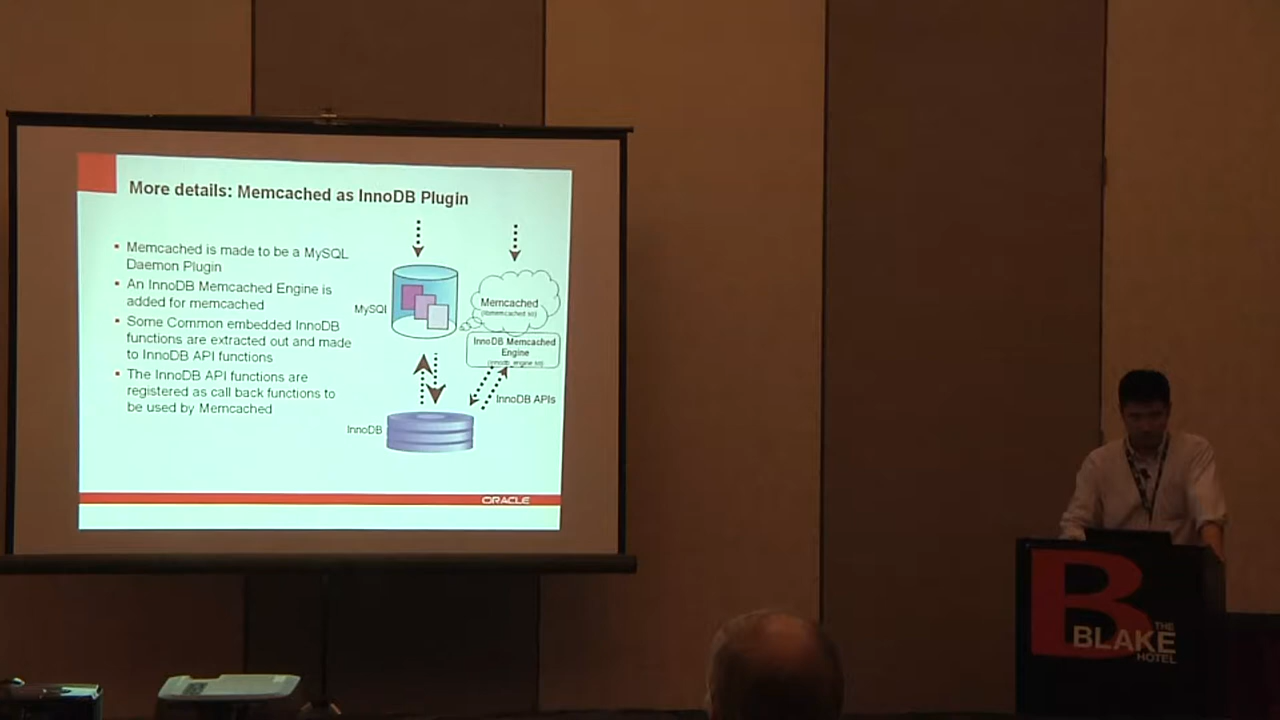 More details: Memcached as InnoDB Plugin
Memcached is made to be a MySQL
Daemon Plugin
An InnoDB Memcached Engine is
added for memcached
Some Common embedded InnoDB
functions are extracted out and made
to InnoDB API functions
The InnoDB API functions are
registered as call back functions to
be used by Memcached
MySQl
Memcached
InnoDB Memcached
Engine
InnoDB APIs
InnoDB
ORACLE
B
THE
BLAKE
HOTEL